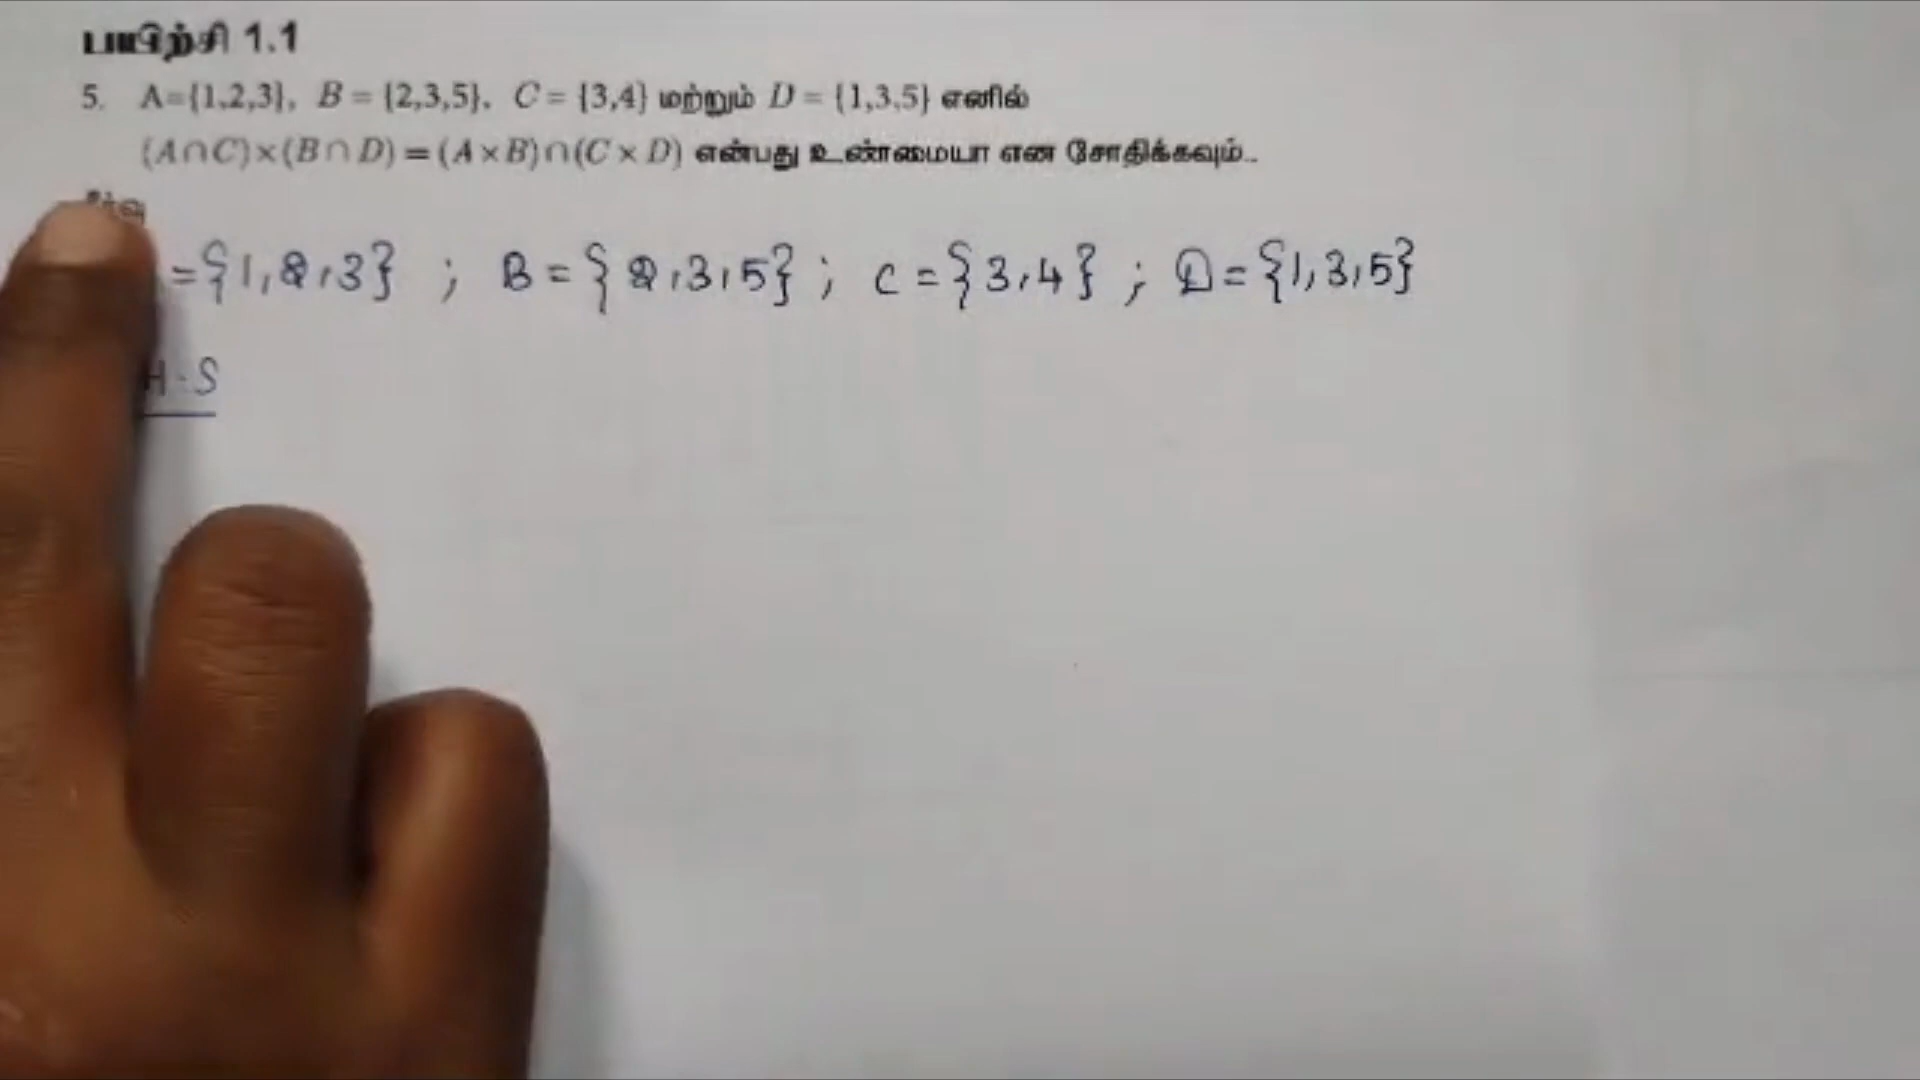 பயிற்சி 1.1
5. A={1,2,3}, B = {2,3,5}, C = {3,4} மற்றும் D = {1,3,5} எனில்
(A∩C)×(B∩D) = (A×B)∩(C×D) என்பது உண்மையா என சோதிக்கவும்..
தீர்வு
={1,2,3} ; B={2,3,5} ; C={3,4} ; D={1,3,5}
H.S